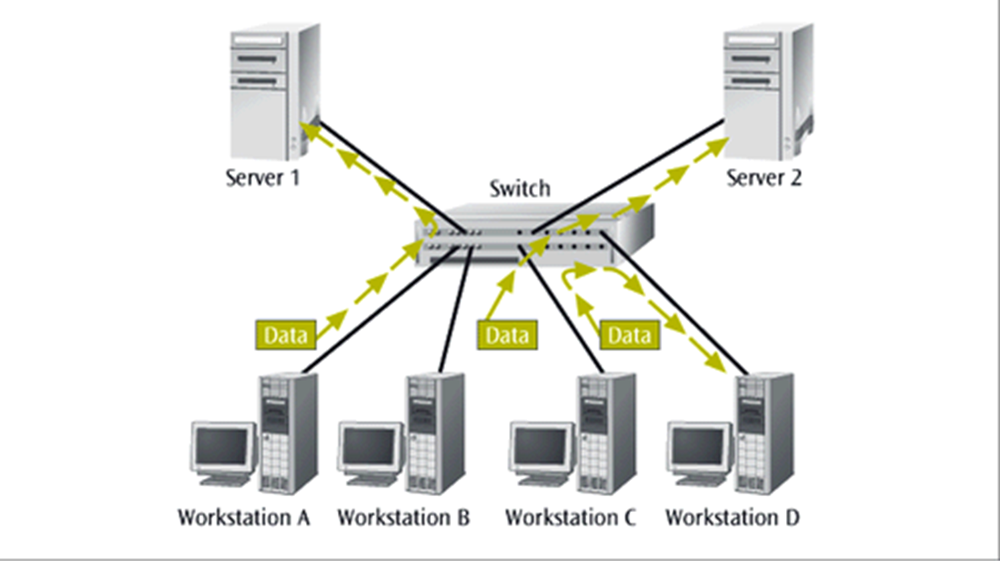 Server 1
Server 2
Switch
Data
Data
Data
Workstation A
Workstation B
Workstation C
Workstation D